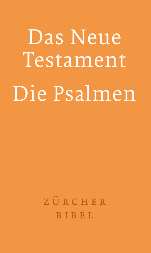 Das Neue
Testament
Die Psalmen
ZÜRCHER
BIBEL